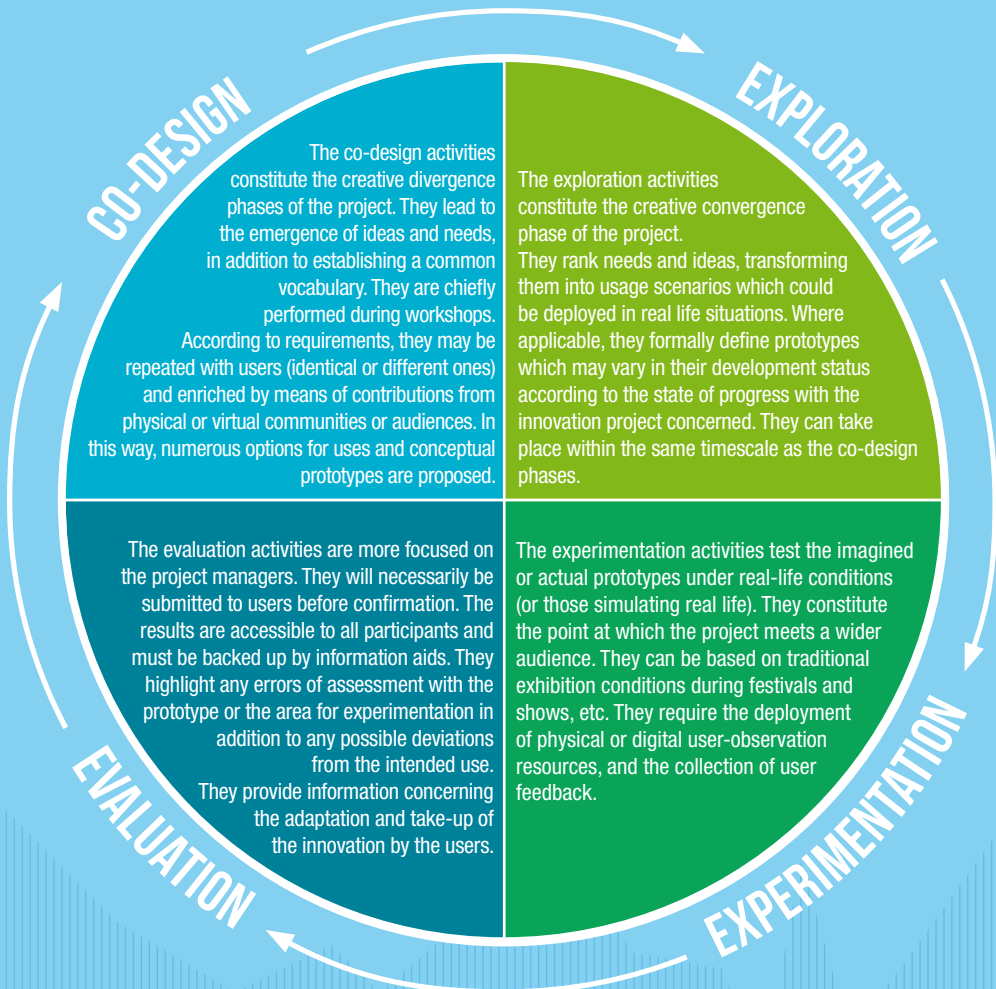 CO-DESIGN
The co-design activities
constitute the creative divergence
phases of the project. They lead to
the emergence of ideas and needs,
in addition to establishing a common
vocabulary. They are chiefly
performed during workshops.
According to requirements, they may be
repeated with users (identical or different ones)
and enriched by means of contributions from
physical or virtual communities or audiences. In
this way, numerous options for uses and conceptual
prototypes are proposed.
EXPLORATION
The exploration activities
constitute the creative convergence
phase of the project.
They rank needs and ideas, transforming
them into usage scenarios which could
be deployed in real life situations. Where
applicable, they formally define prototypes
which may vary in their development status
according to the state of progress with the
innovation project concerned. They can take
place within the same timescale as the co-design
phases.
EXPERIMENTATION
The experimentation activities test the imagined
or actual prototypes under real-life conditions
(or those simulating real life). They constitute
the point at which the project meets a wider
audience. They can be based on traditional
exhibition conditions during festivals and
shows, etc. They require the deployment
of physical or digital user-observation
resources, and the collection of user
feedback.
EVALUATION
The evaluation activities are more focused on
the project managers. They will necessarily be
submitted to users before confirmation. The
results are accessible to all participants and
must be backed up by information aids. They
highlight any errors of assessment with the
prototype or the area for experimentation in
addition to any possible deviations
from the intended use.
They provide information concerning
the adaptation and take-up of
the innovation by the users.